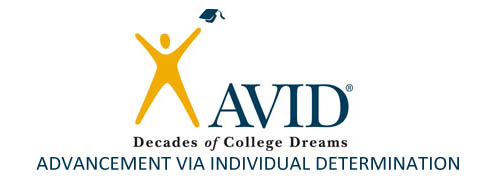 AVID®
Decades of College Dreams
ADVANCEMENT VIA INDIVIDUAL DETERMINATION